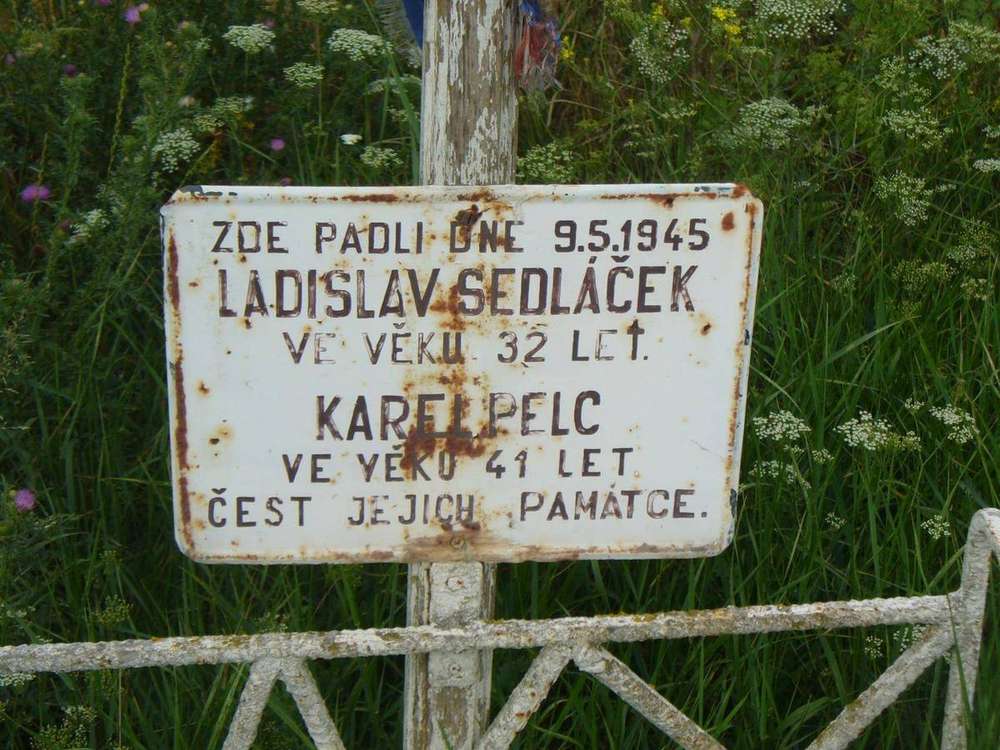 ZDE PADLI DNE 9.5.1945
LADISLAV SEDLÁČEK
VE VĚKU 32 LET.
KAREL PELC
VE VĚKU 41 LET
ČEST JEJICH PAMÁTCE.